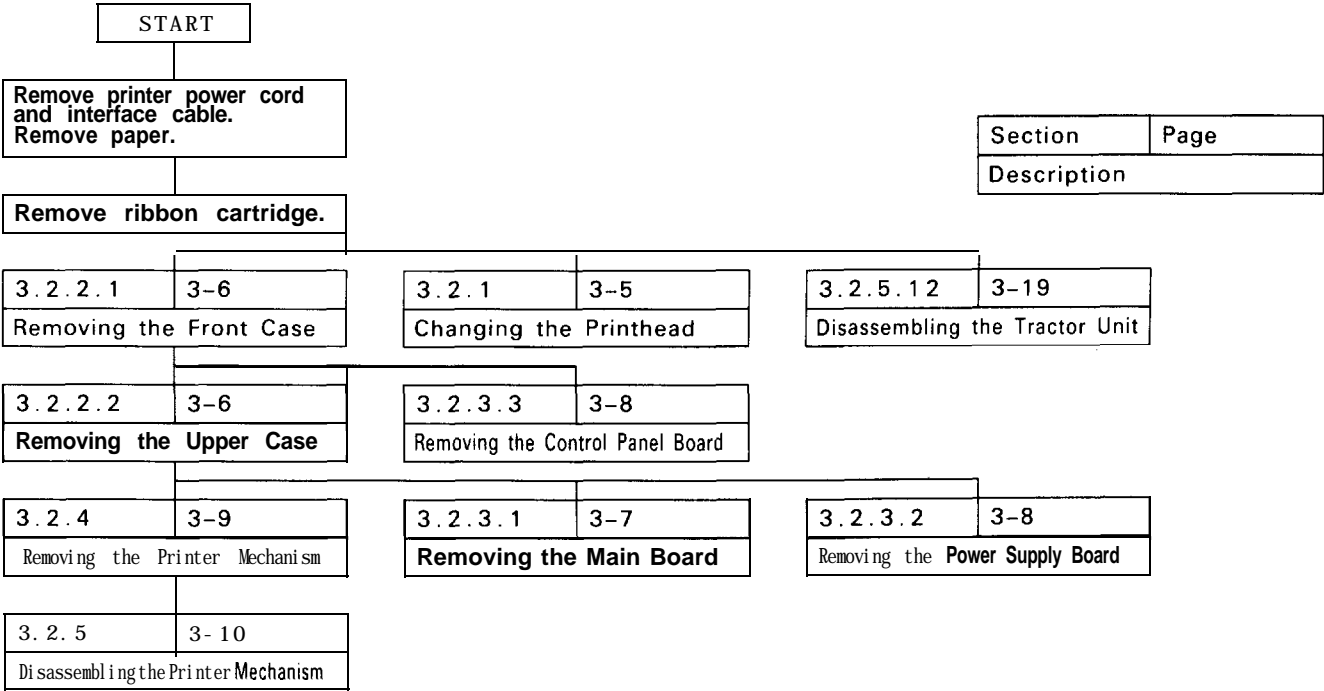 START
Remove printer power cord
and interface cable.
Remove paper.
Section Page
Description
Remove ribbon cartridge.
3.2.2.1 3-6
Removing the Front Case
3.2.1 3-5
Changing the Printhead
3.2.5.12 3-19
Disassembling the Tractor Unit
3.2.2.2 3-6
Removing the Upper Case
3.2.3.3 3-8
Removing the Control Panel Board
3.2.4 3-9
Removing the Printer Mechanism
3.2.3.1 3-7
Removing the Main Board
3.2.3.2 3-8
Removing the Power Supply Board
3.2.5 3-10
Disassembling the Printer Mechanism